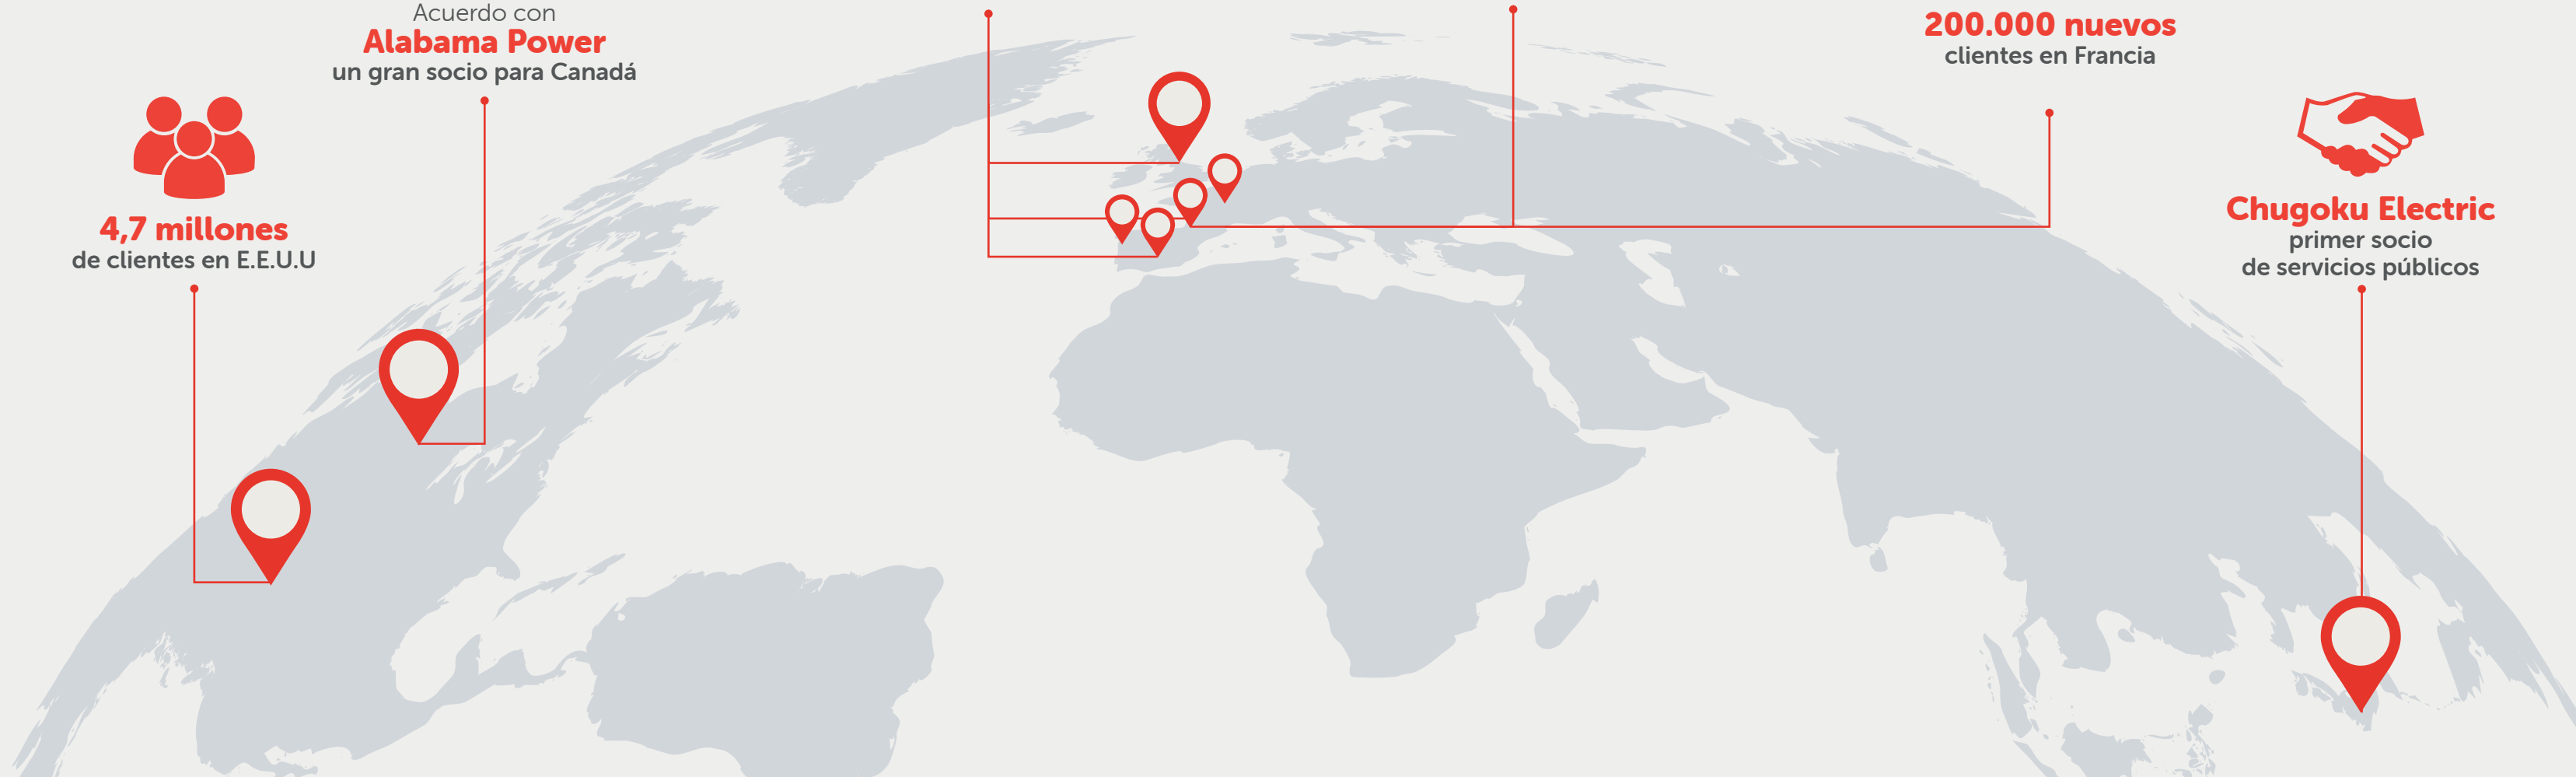 Acuerdo con
Alabama Power
un gran socio para Canadá
4,7 millones
de clientes en E.E.U.U
200.000 nuevos
clientes en Francia
Chugoku Electric
primer socio
de servicios públicos